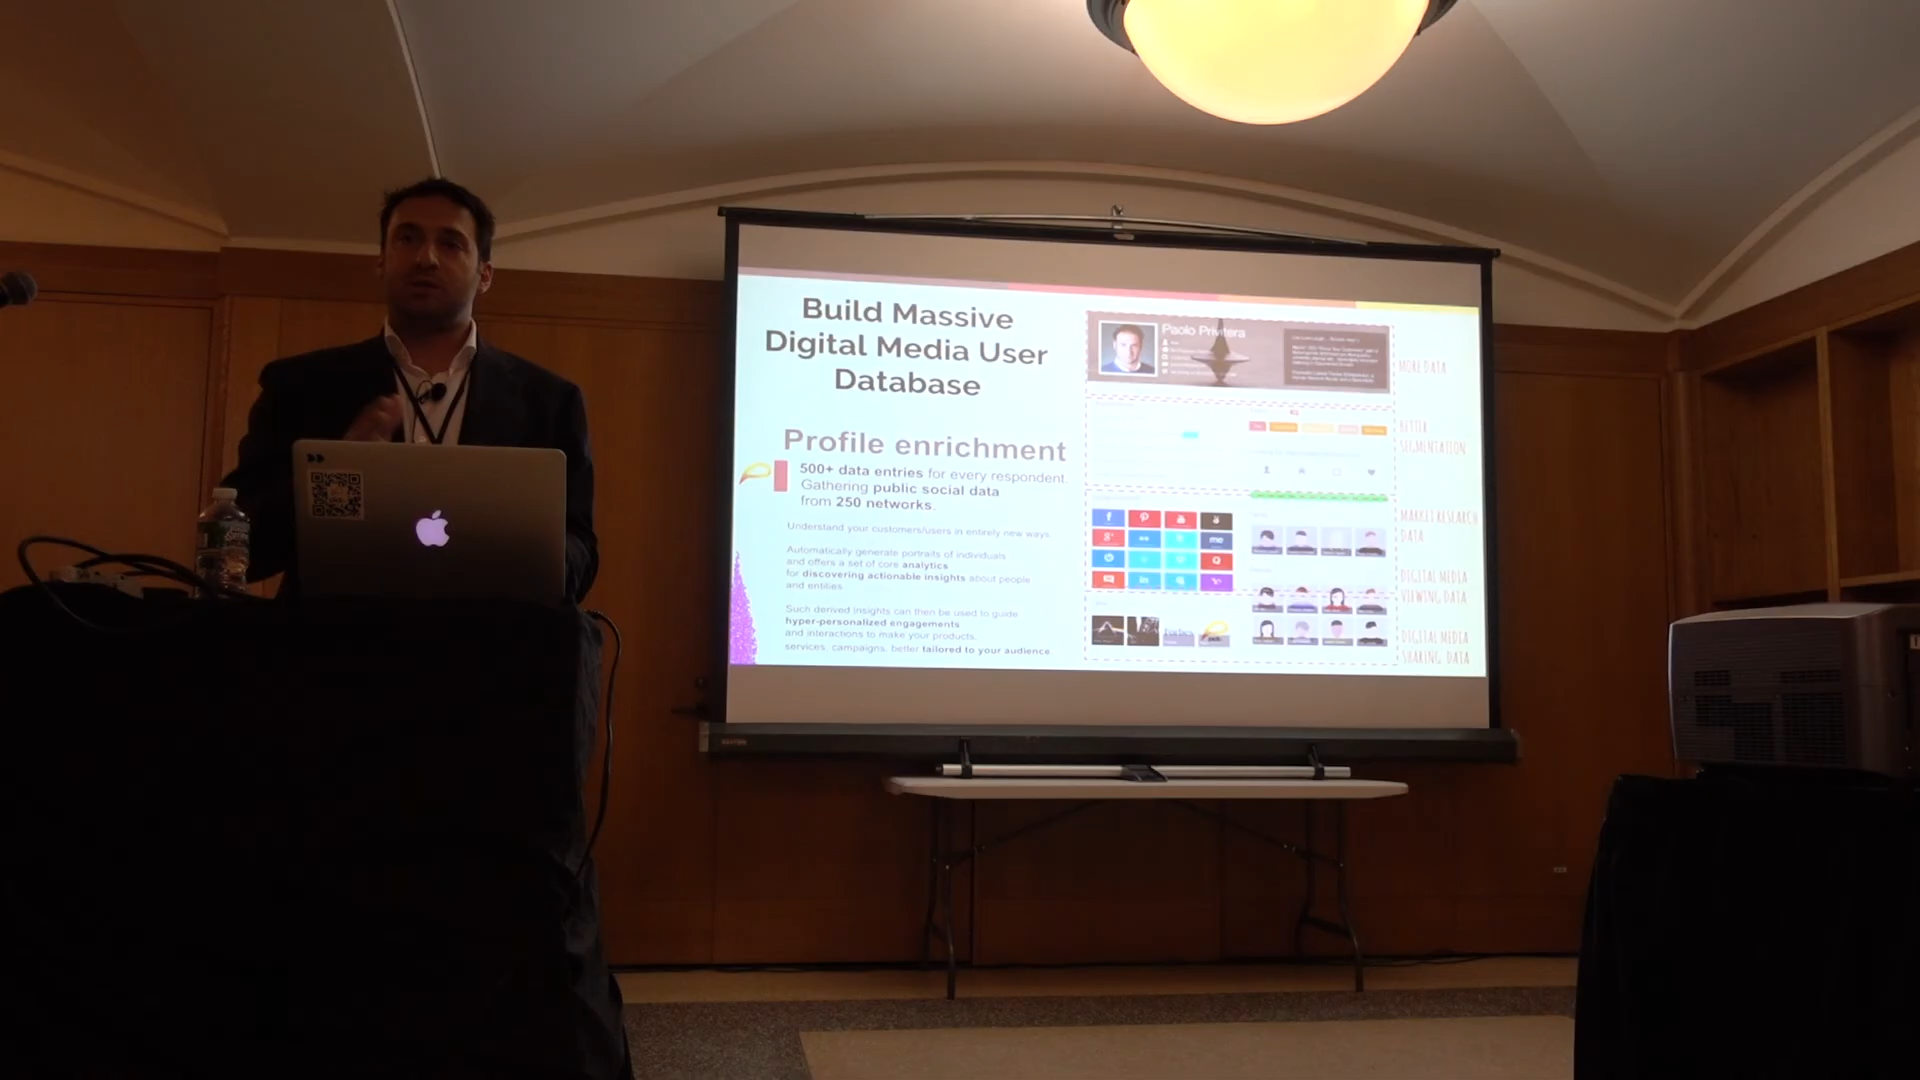 Build Massive
Digital Media User
Database
Profile enrichment
500+ data entries for every respondent.
Gathering public social data
from 250 networks.
Understand your customers/users in entirely new ways
Automatically generate portraits of individuals
and offers a set of core analytics
for discovering actionable insights about people
and entities
Such derived insights can then be used to guide
hyper-personalized engagements
and interactions to make your products,
services, campaigns, better tailored to your audience
Paolo Privitera
MORE DATA
BETTER
SEGMENTATION
MARKET RESEARCH
DATA
DIGITAL MEDIA
VIEWING DATA
DIGITAL MEDIA
SHARING DATA